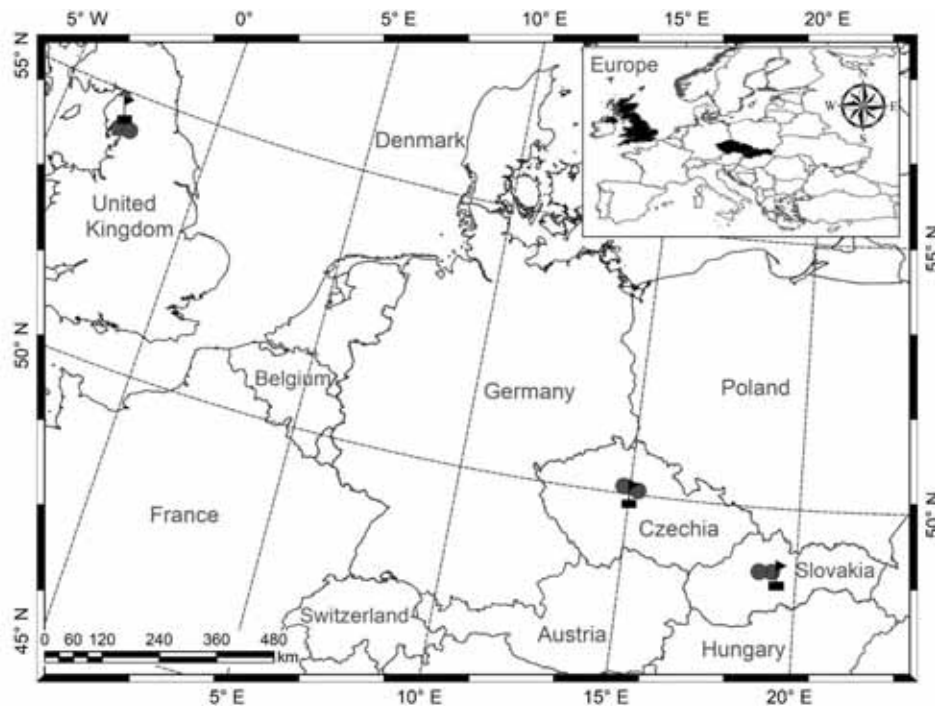 5° W
0°
5° E
10° E
15° E
20° E
55° N
50° N
45° N
Europe
N
W
E
S
Denmark
United
Kingdom
55° N
Belgium
Germany
Poland
France
Czechia
50° N
Slovakia
Switzerland
Austria
Hungary
0 60 120 240 360 480
km
5° E
10° E
15° E
20° E